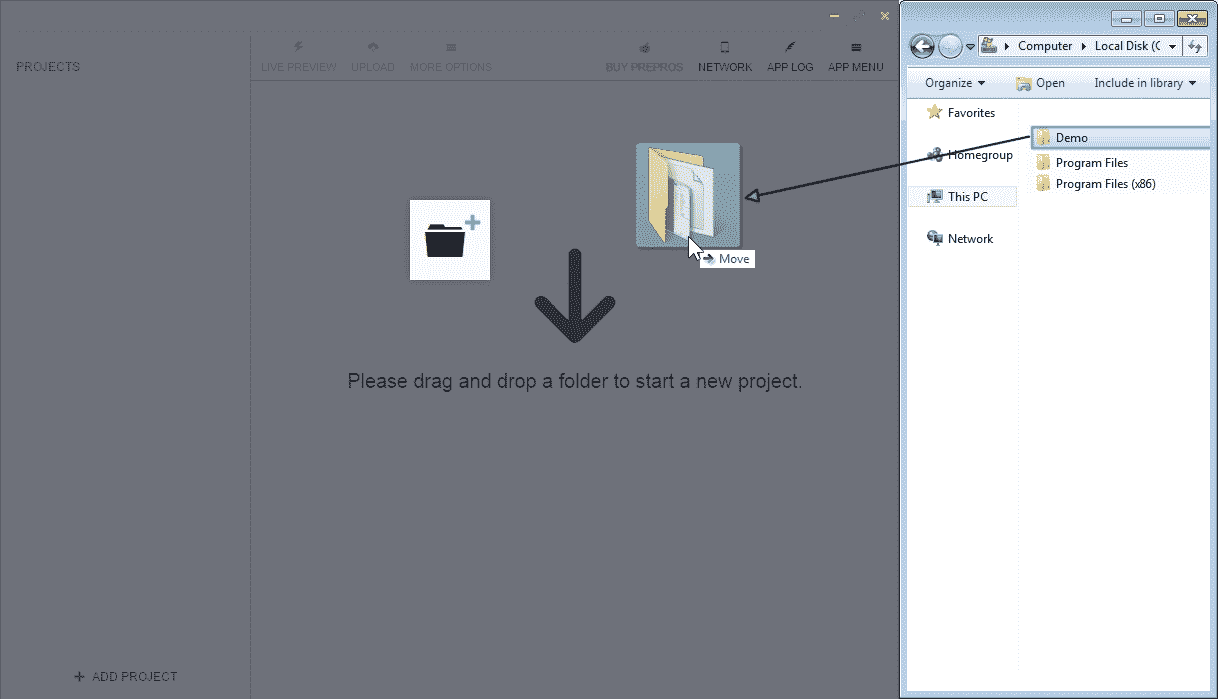 PROJECTS
LIVE PREVIEW
UPLOAD
MORE OPTIONS
BUY PREPROS
NETWORK
APP LOG
APP MENU
Move
Please drag and drop a folder to start a new project.
+ ADD PROJECT
Computer
Local Disk (C
Organize
Open
Include in library
Favorites
Homegroup
This PC
Network
Demo
Program Files
Program Files (x86)